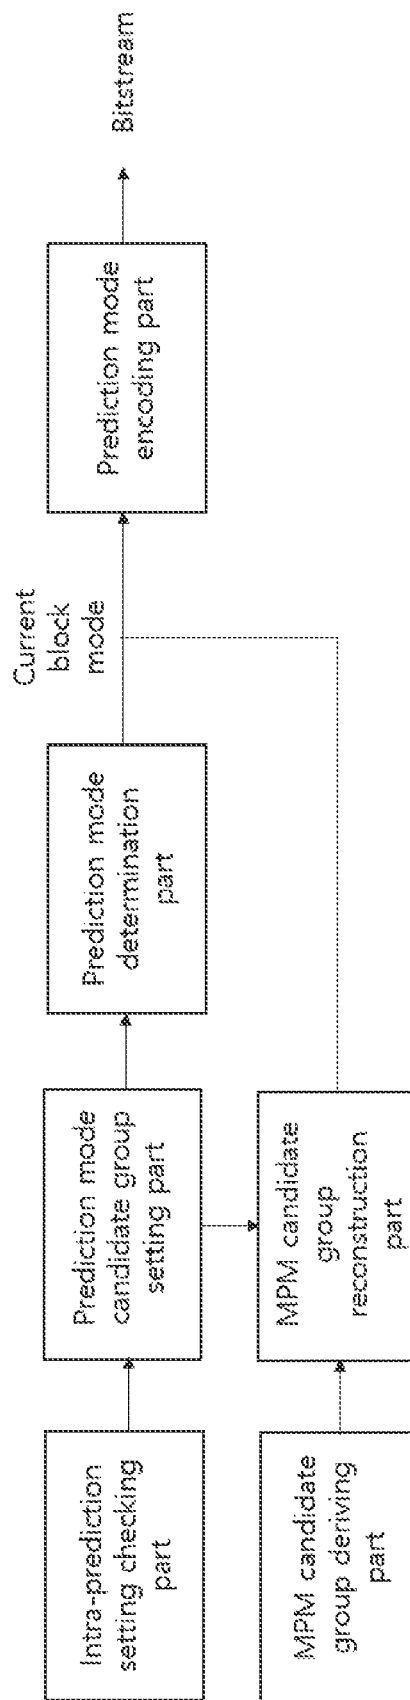 Intra-prediction
setting checking
part
Prediction mode
candidate group
setting part
Prediction mode
determination
part
Current
block
mode
Prediction mode
encoding part
Bitstream
MPM candidate
group deriving
part
MPM candidate
group
reconstruction
part